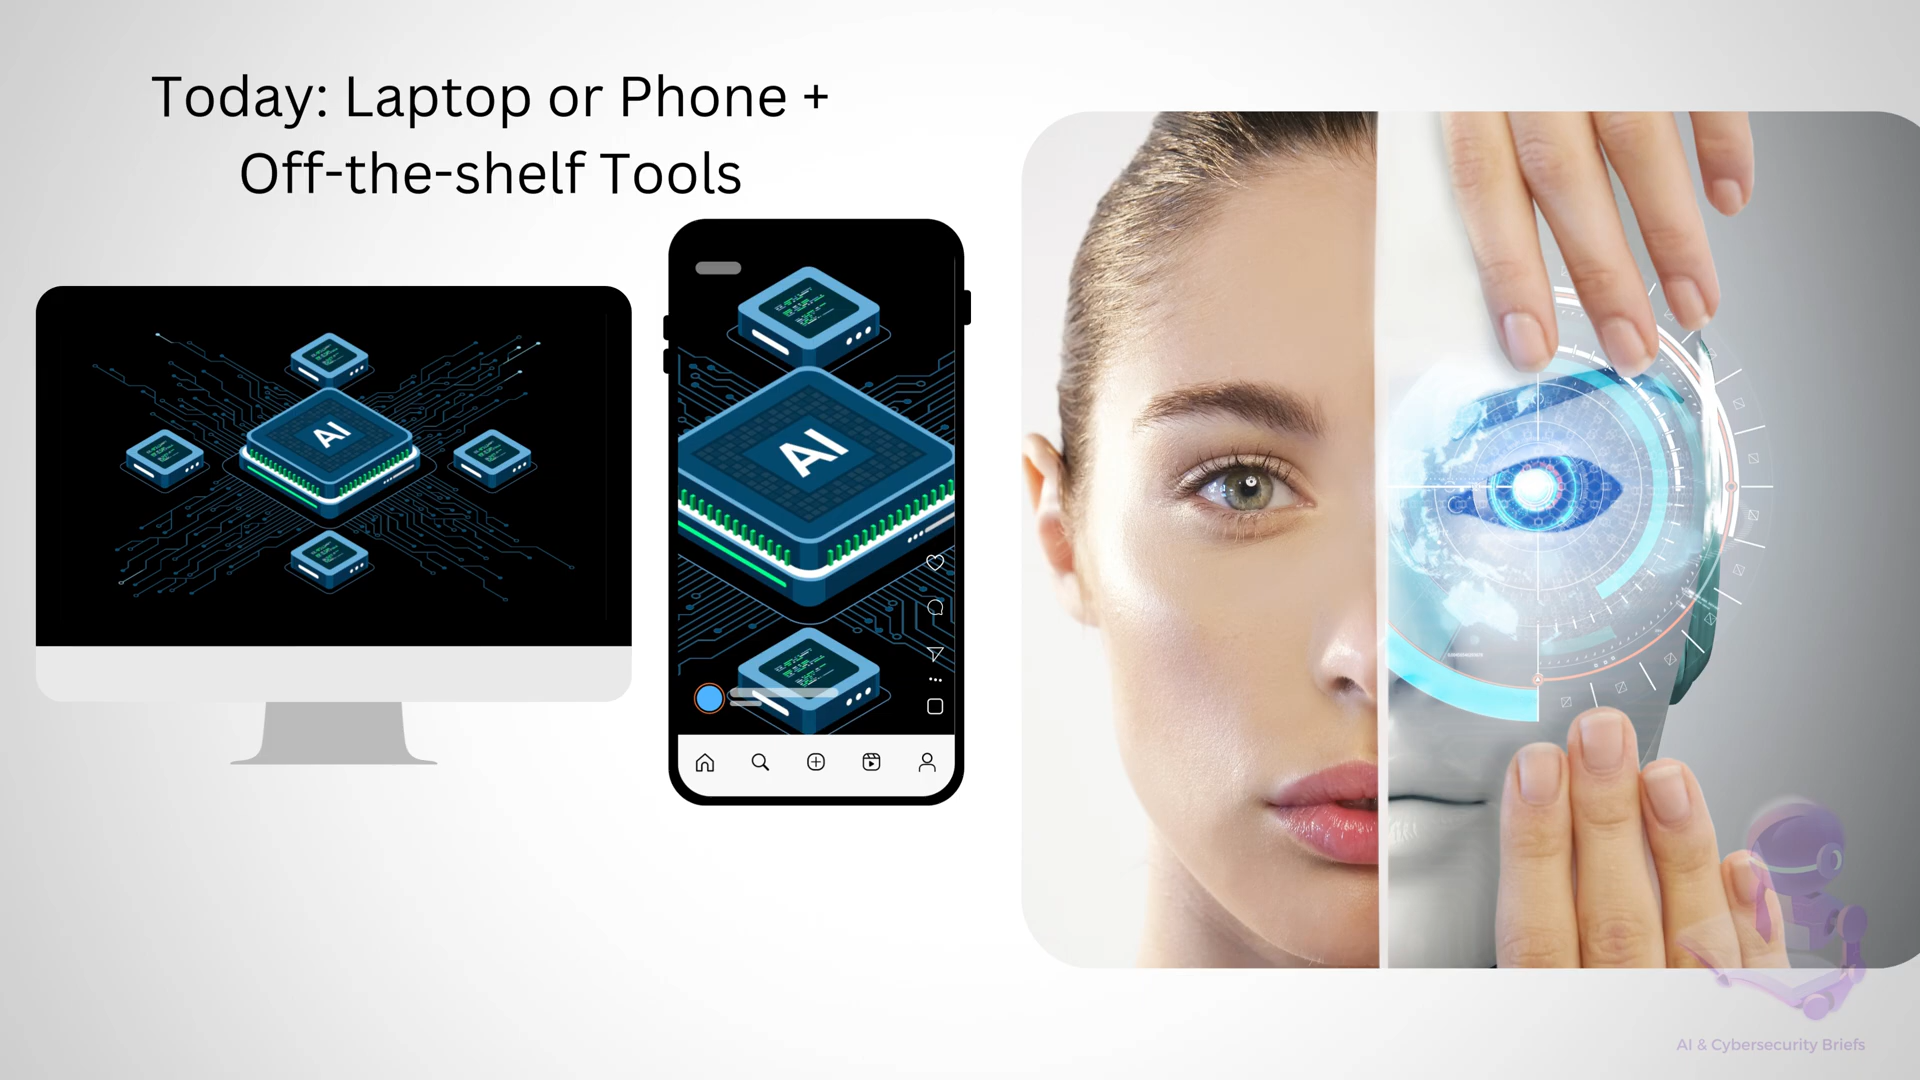 Today: Laptop or Phone +
Off-the-shelf Tools
AI
AI
AI & Cybersecurity Briefs